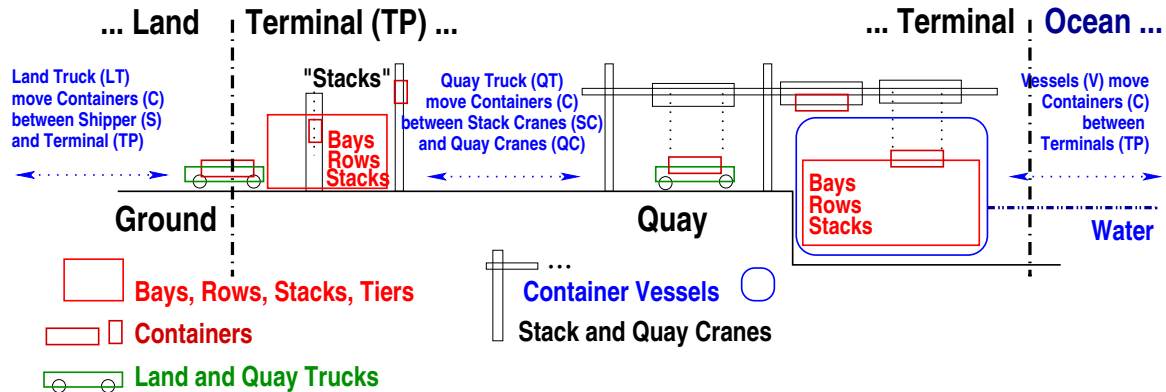 ... Land
Terminal (TP) ...
... Terminal
Ocean ...
Land Truck (LT)
move Containers (C)
between Shipper (S)
and Terminal (TP)
"Stacks"
Bays
Rows
Stacks
Quay Truck (QT)
move Containers (C)
between Stack Cranes (SC)
and Quay Cranes (QC)
Vessels (V) move
Containers (C)
between
Terminals (TP)
Bays
Rows
Stacks
Ground
Quay
Water
Bays, Rows, Stacks, Tiers
...
Container Vessels
Containers
Stack and Quay Cranes
Land and Quay Trucks